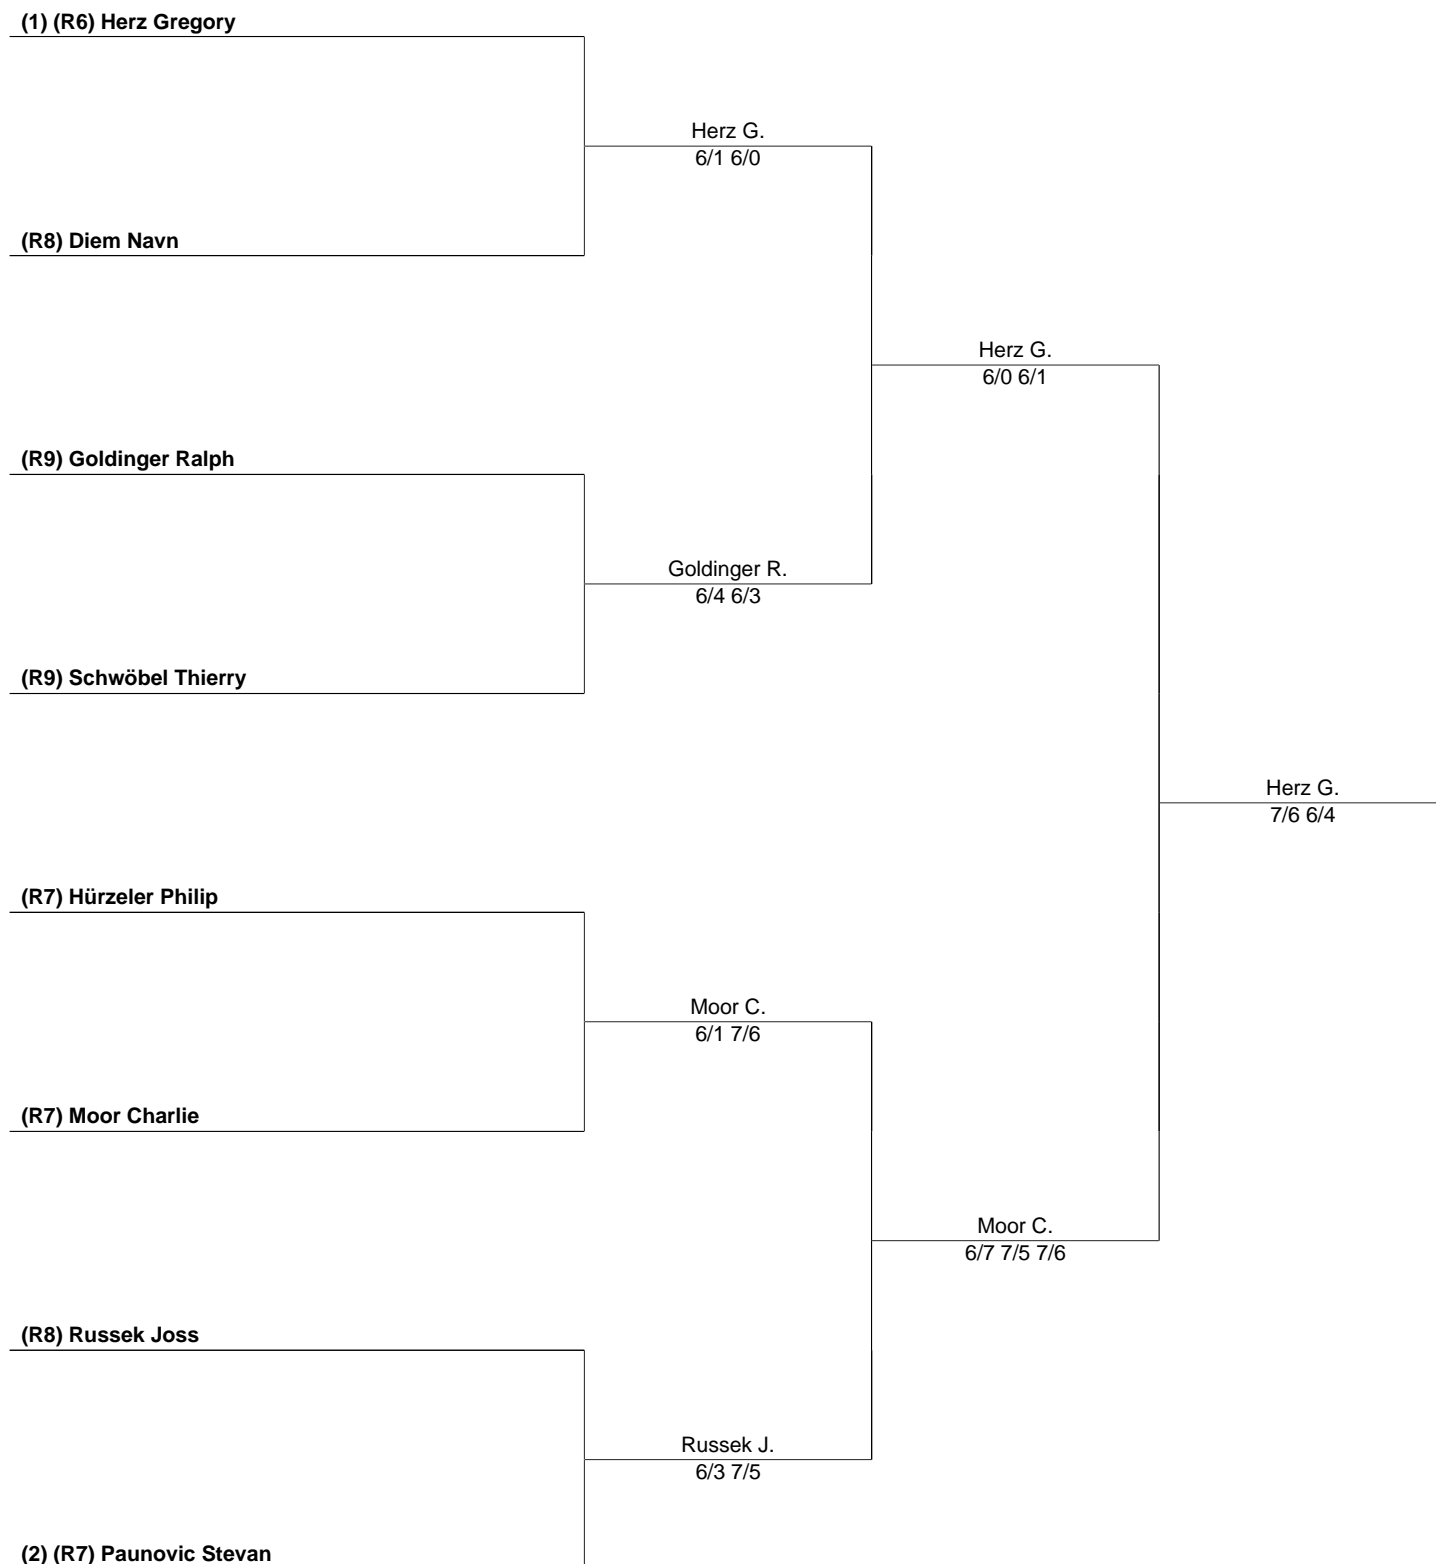 (1) (R6) Herz Gregory
Herz G.
6/1 6/0
(R8) Diem Navn
Herz G.
6/0 6/1
(R9) Goldinger Ralph
Goldinger R.
6/4 6/3
(R9) Schwöbel Thierry
Herz G.
7/6 6/4
(R7) Hürzeler Philip
Moor C.
6/1 7/6
(R7) Moor Charlie
Moor C.
6/7 7/5 7/6
(R8) Russek Joss
Russek J.
6/3 7/5
(2) (R7) Paunovic Stevan